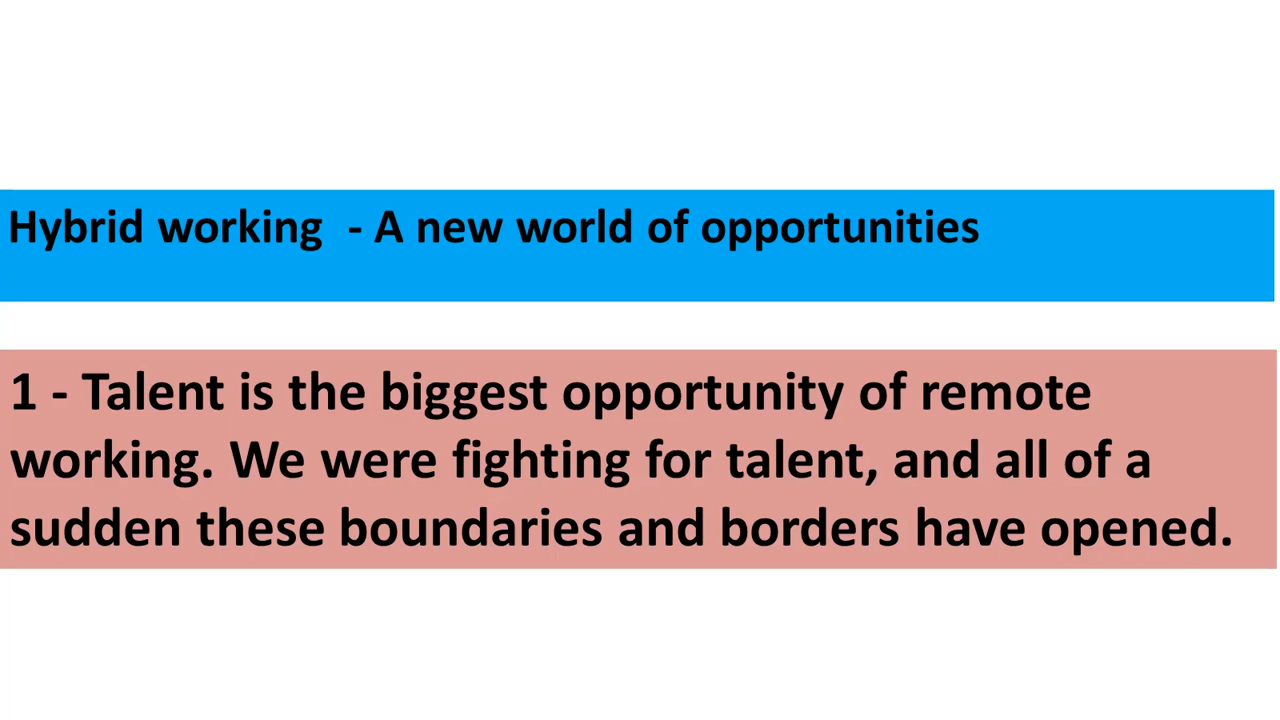 Hybrid working  - A new world of opportunities
1 - Talent is the biggest opportunity of remote
working. We were fighting for talent, and all of a
sudden these boundaries and borders have opened.